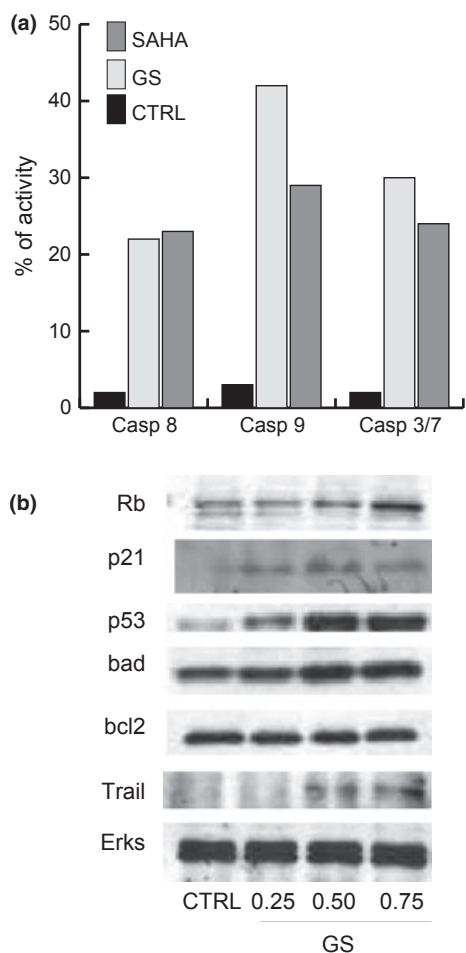 (a)
50
40
30
20
10
0
% of activity
SAHA
GS
CTRL
Casp 8 Casp 9 Casp 3/7
(b)
Rb
p21
p53
bad
bcl2
Trail
Erks
CTRL 0.25 0.50 0.75
GS